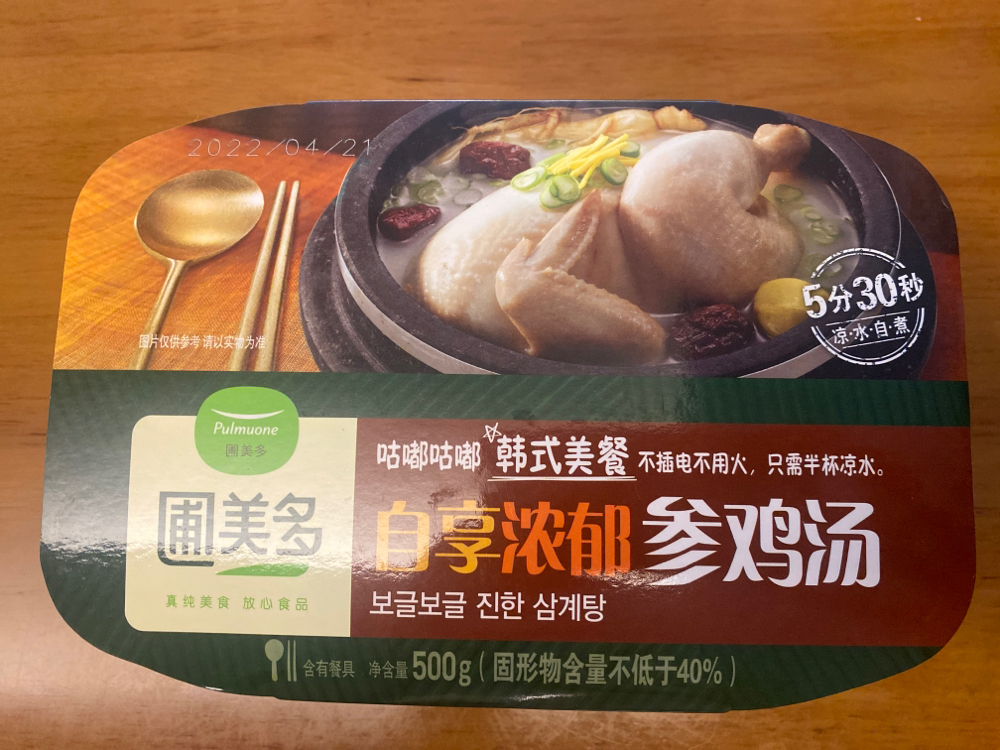 2022/04/21
5分30秒
凉·水·自·煮
图片仅供参考 请以实物为准
Pulmuone
圃美多
圃美多
真纯美食 放心食品
咕嘟咕嘟 韩式美餐 不插电不用火，只需半杯凉水。
自享浓郁参鸡汤
보글보글 진한 삼계탕
含有餐具 净含量 500g（固形物含量不低于40%）